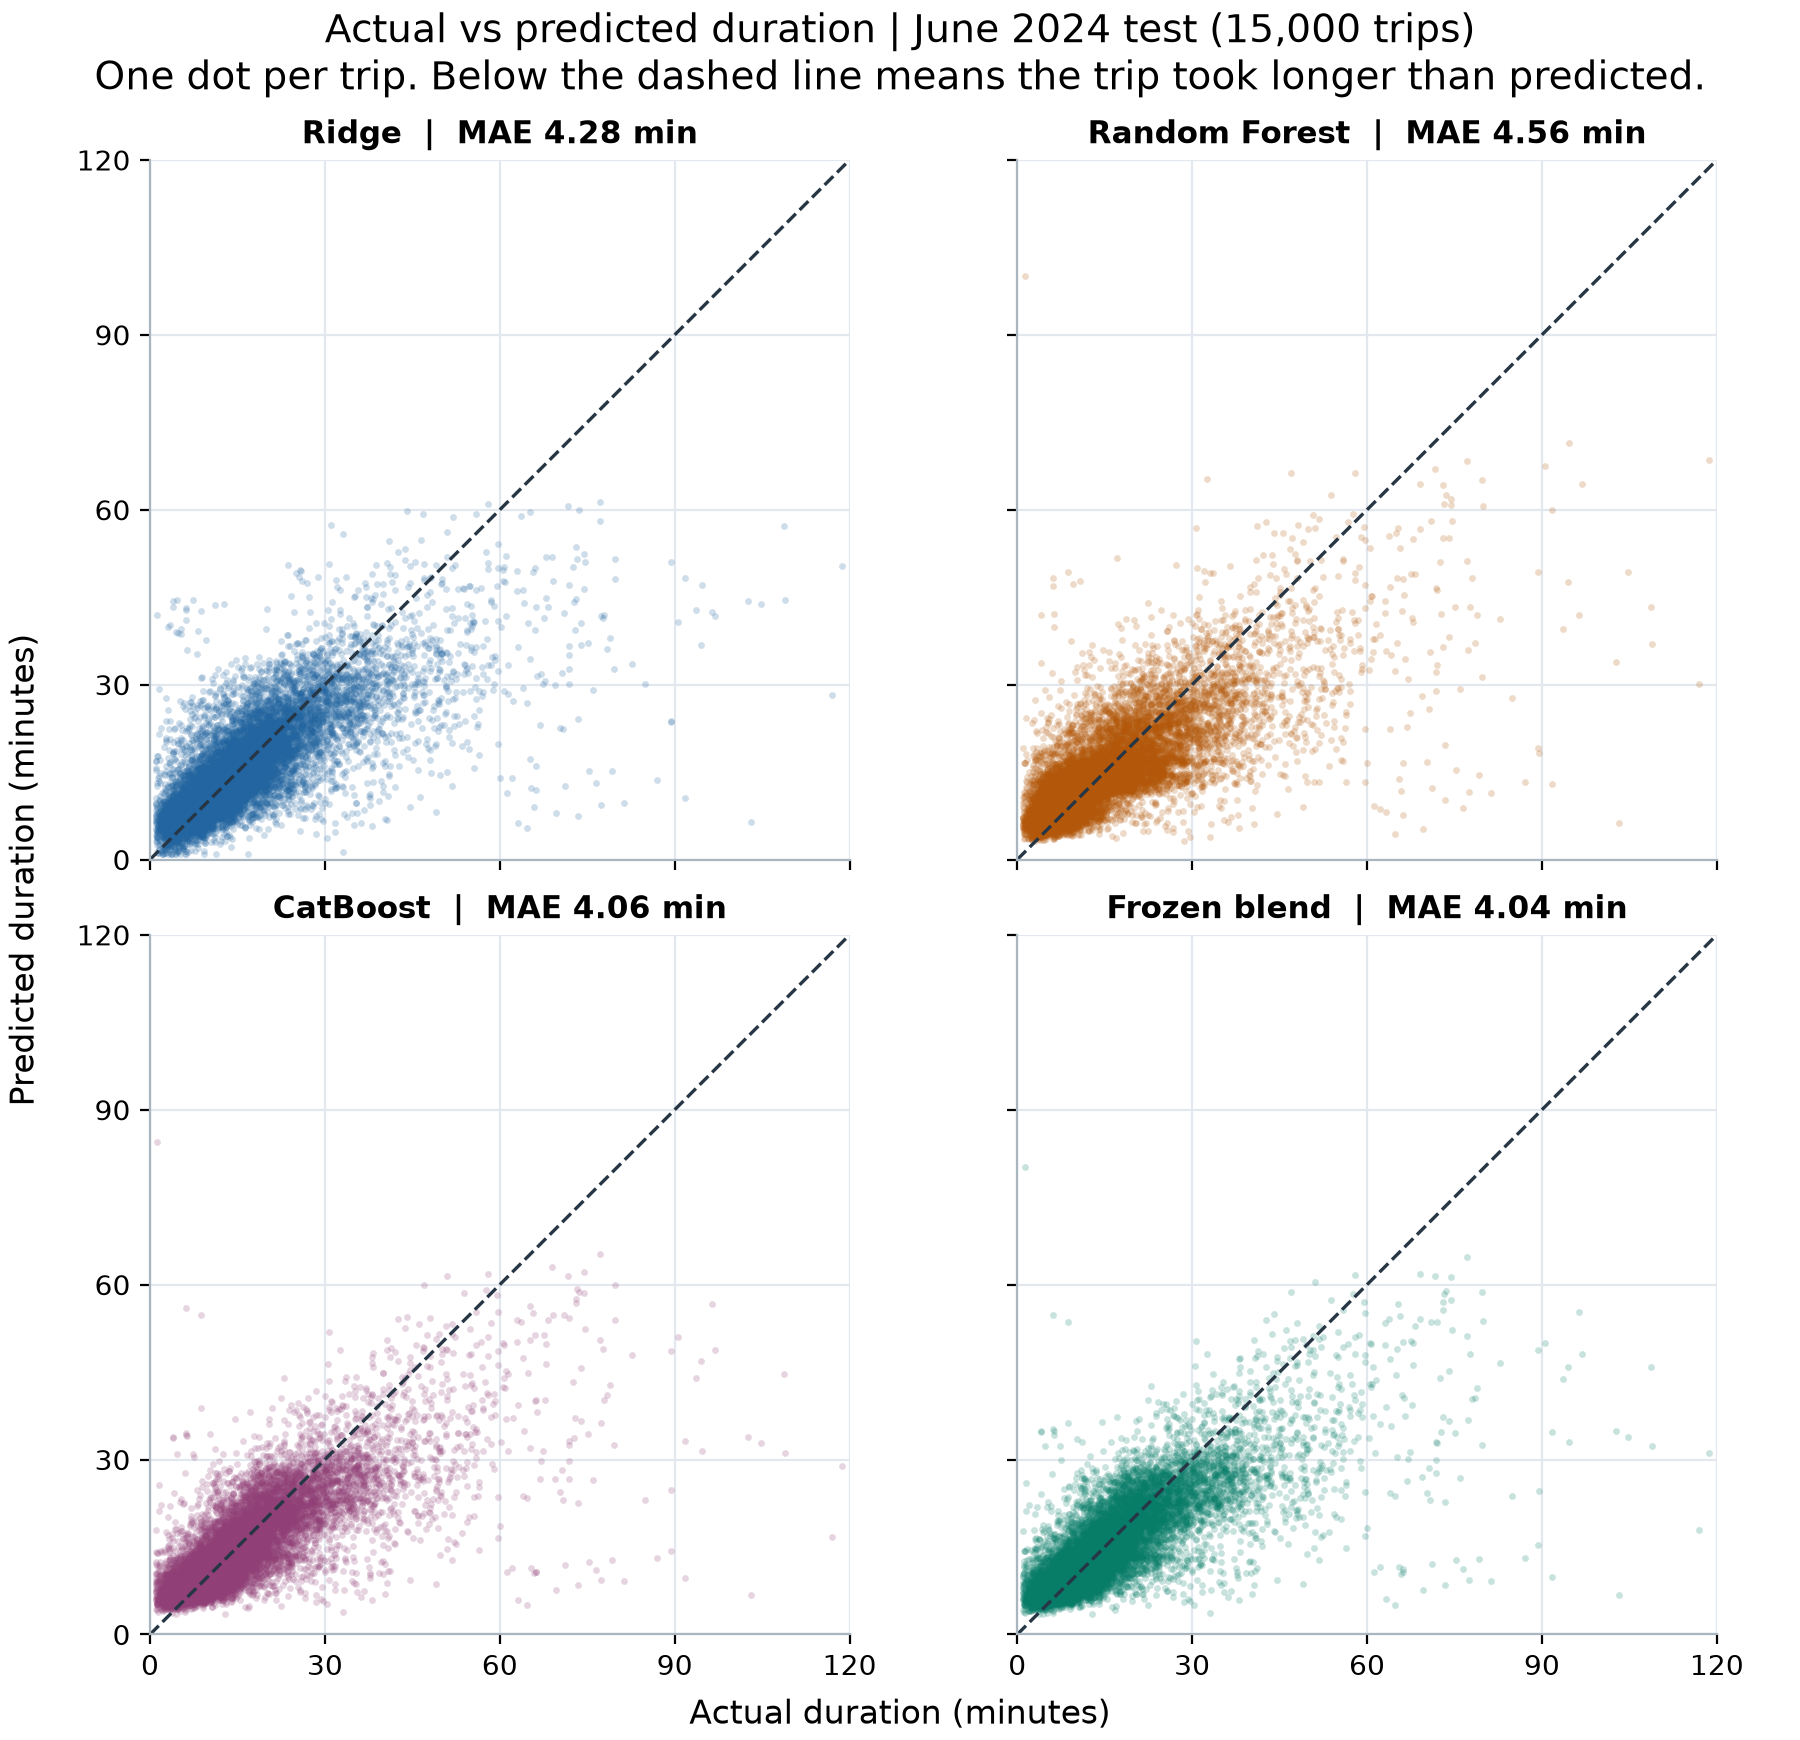 Actual vs predicted duration | June 2024 test (15,000 trips)
One dot per trip. Below the dashed line means the trip took longer than predicted.
Ridge | MAE 4.28 min
Random Forest | MAE 4.56 min
120
90
60
30
0
CatBoost | MAE 4.06 min
Frozen blend | MAE 4.04 min
120
90
60
30
0
0 30 60 90 120
0 30 60 90 120
Predicted duration (minutes)
Actual duration (minutes)